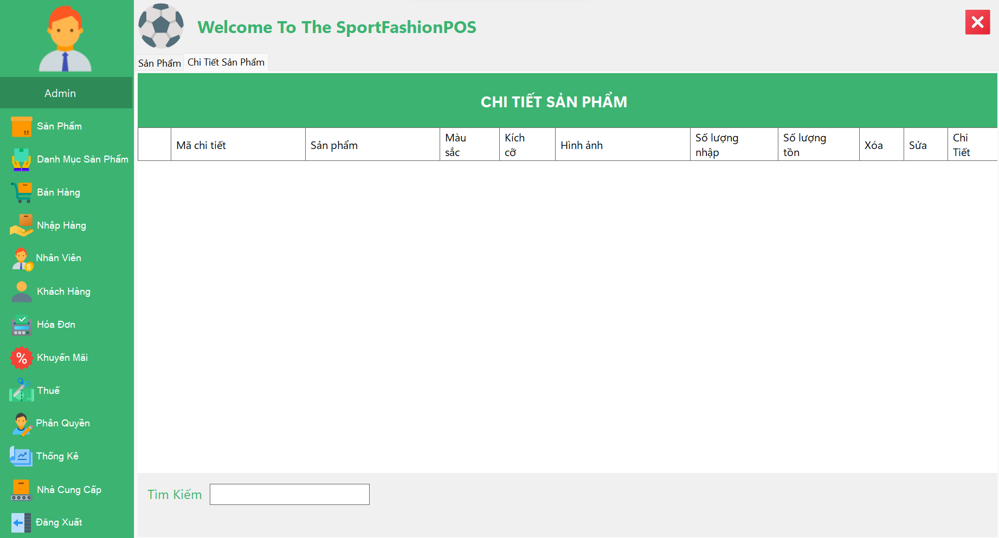 Welcome To The SportFashionPOS
Sản Phẩm
Chi Tiết Sản Phẩm
Admin
Sản Phẩm
Danh Mục Sản Phẩm
Bán Hàng
Nhập Hàng
Nhân Viên
Khách Hàng
Hóa Đơn
Khuyến Mãi
Thuế
Phân Quyền
Thống Kê
Nhà Cung Cấp
Đăng Xuất
CHI TIẾT SẢN PHẨM
Mã chi tiết
Sản phẩm
Màu
sắc
Kích
cỡ
Hình ảnh
Số lượng
nhập
Số lượng
tồn
Xóa
Sửa
Chi
Tiết
Tìm Kiếm